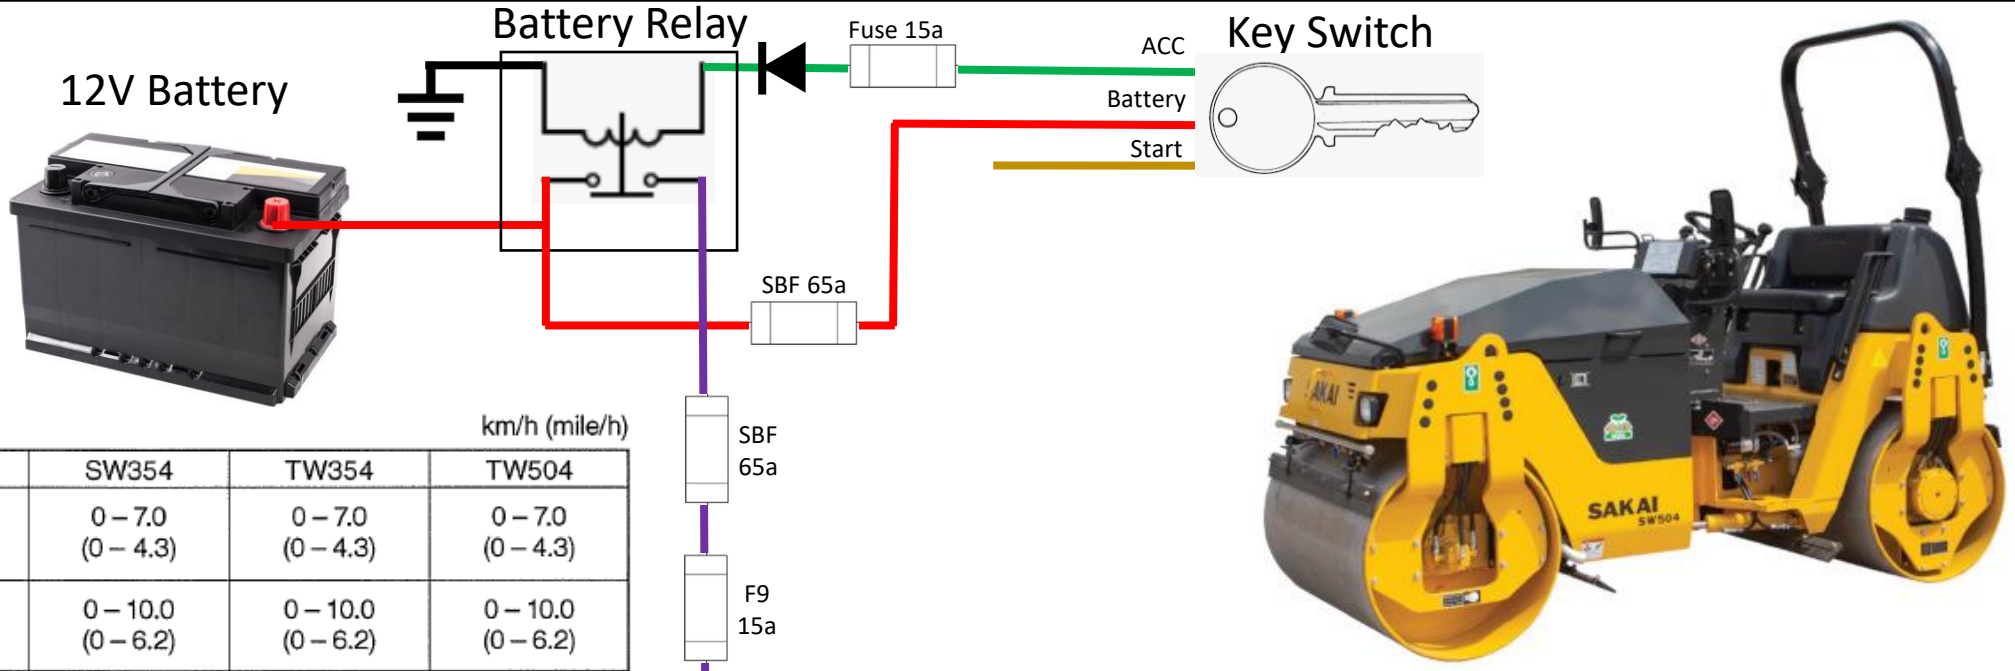 Battery Relay
Fuse 15a
ACC
Key Switch
12V Battery
Battery
Start
SBF 65a
km/h (mile/h)
SBF
65a
SW354 TW354 TW504
0 – 7.0 0 – 7.0 0 – 7.0
(0 – 4.3) (0 – 4.3) (0 – 4.3)
0 – 10.0 0 – 10.0 0 – 10.0
(0 – 6.2) (0 – 6.2) (0 – 6.2)
F9
15a
AKAI
SAKAI
SW504